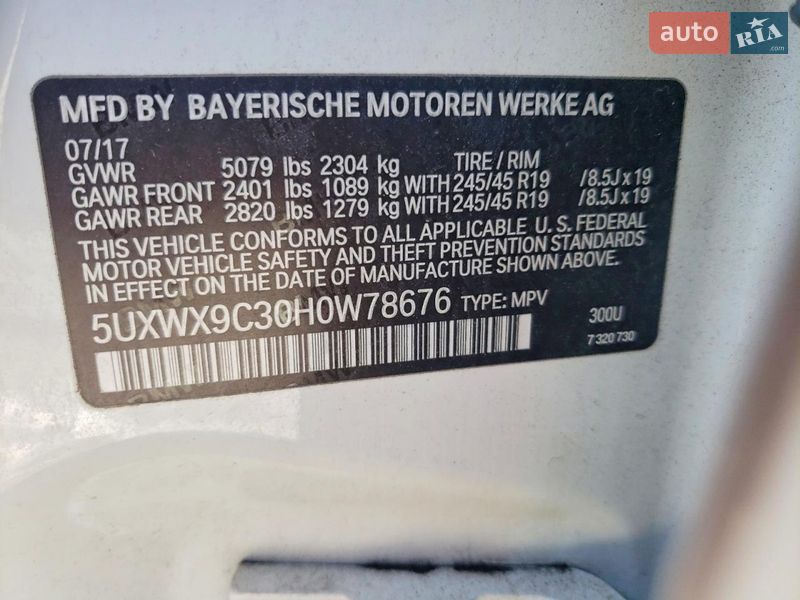 auto RIA .com
MFD BY BAYERISCHE MOTOREN WERKE AG
07/17
GVWR 5079 lbs 2304 kg TIRE / RIM
GAWR FRONT 2401 lbs 1089 kg WITH 245/45 R19 /8.5J x 19
GAWR REAR 2820 lbs 1279 kg WITH 245/45 R19 /8.5J x 19
THIS VEHICLE CONFORMS TO ALL APPLICABLE U. S. FEDERAL
MOTOR VEHICLE SAFETY AND THEFT PREVENTION STANDARDS
IN EFFECT ON THE DATE OF MANUFACTURE SHOWN ABOVE.
5UXWX9C30H0W78676 TYPE: MPV 300U
7 320 730